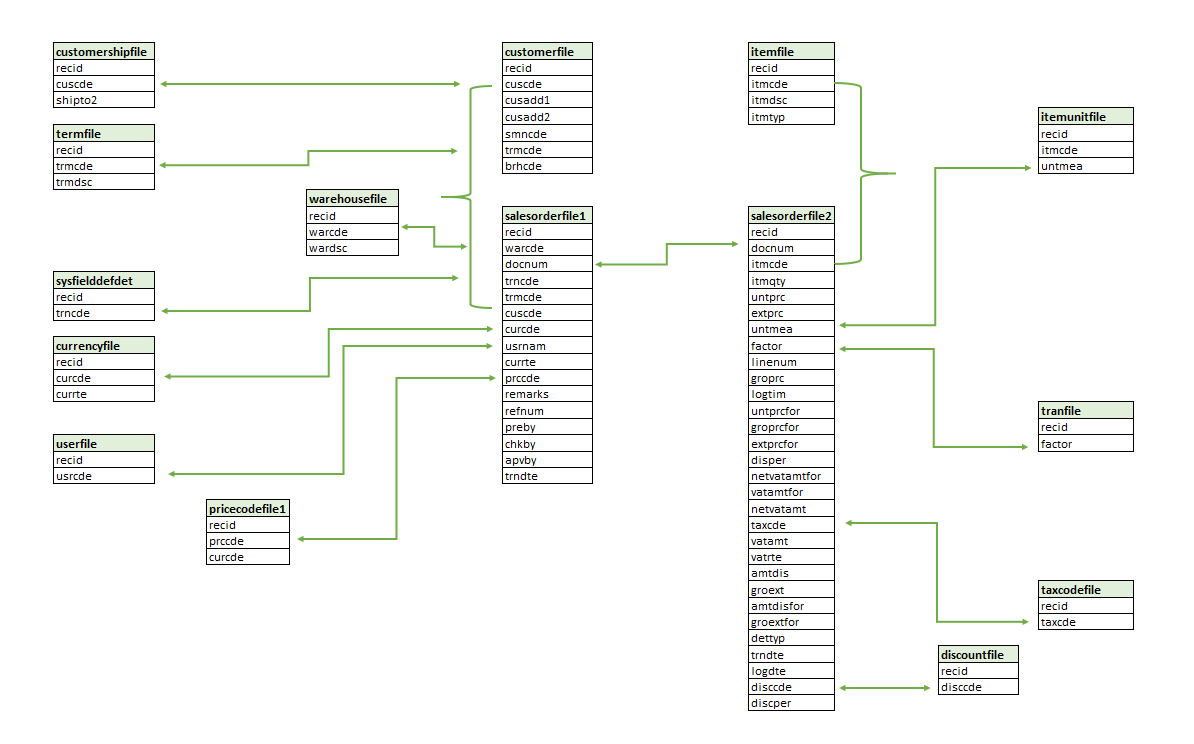 customershipfile
recid
cuscde
shipto2
termfile
recid
trmcde
trmdsc
warehousefile
recid
warcde
wardsc
sysfielddefdet
recid
trncde
currencyfile
recid
curcde
currte
userfile
recid
usrcde
pricecodefile1
recid
prccde
curcde
customerfile
recid
cuscde
cusadd1
cusadd2
smncde
trmcde
brhcde
salesorderfile1
recid
warcde
docnum
trncde
trmcde
cuscde
curcde
usrnam
currte
prccde
remarks
refnum
preby
chkby
apvby
trndte
itemfile
recid
itmcde
itmdsc
itmtyp
salesorderfile2
recid
docnum
itmcde
itmqty
untprc
extprc
untmea
factor
linenum
groprc
logtim
untprcfor
groprcfor
extprcfor
disper
netvatamtfor
vatamtfor
netvatamt
taxcde
vatamt
vatrte
amtdis
groext
amtdisfor
groextfor
dettyp
trndte
logdte
disccde
discper
itemunitfile
recid
itmcde
untmea
tranfile
recid
factor
taxcodefile
recid
taxcde
discountfile
recid
disccde